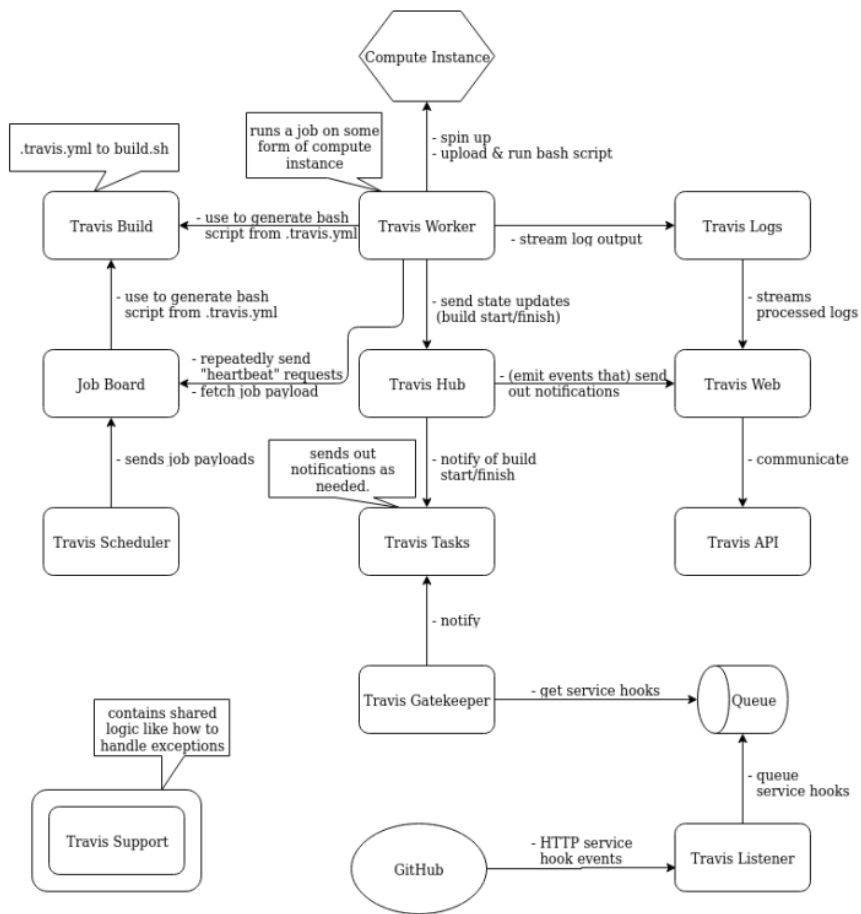 Compute Instance
runs a job on some
form of compute
instance
- spin up
- upload & run bash script
.travis.yml to build.sh
Travis Build
- use to generate bash
script from .travis.yml
Travis Worker
- stream log output
Travis Logs
- use to generate bash
script from .travis.yml
- send state updates
(build start/finish)
- streams
processed logs
Job Board
- repeatedly send
"heartbeat" requests
- fetch job payload
Travis Hub
- (emit events that) send
out notifications
Travis Web
- sends job payloads
sends out
notifications as
needed.
- notify of build
start/finish
- communicate
Travis Scheduler
Travis Tasks
Travis API
- notify
Travis Gatekeeper
- get service hooks
Queue
contains shared
logic like how to
handle exceptions
- queue
service hooks
Travis Support
GitHub
- HTTP service
hook events
Travis Listener